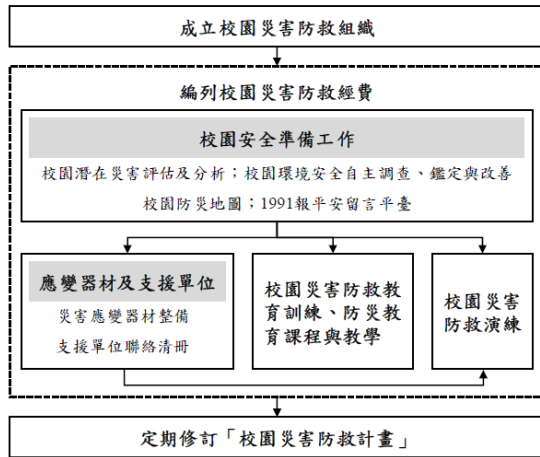 成立校園災害防救組織
編列校園災害防救經費
校園安全準備工作
校園潛在災害評估及分析；校園環境安全自主調查、鑑定與改善
校園防災地圖；1991報平安留言平臺
應變器材及支援單位
災害應變器材整備
支援單位聯絡清冊
校園災害防救教
育訓練、防災教
育課程與教學
校園災害
防救演練
定期修訂「校園災害防救計畫」